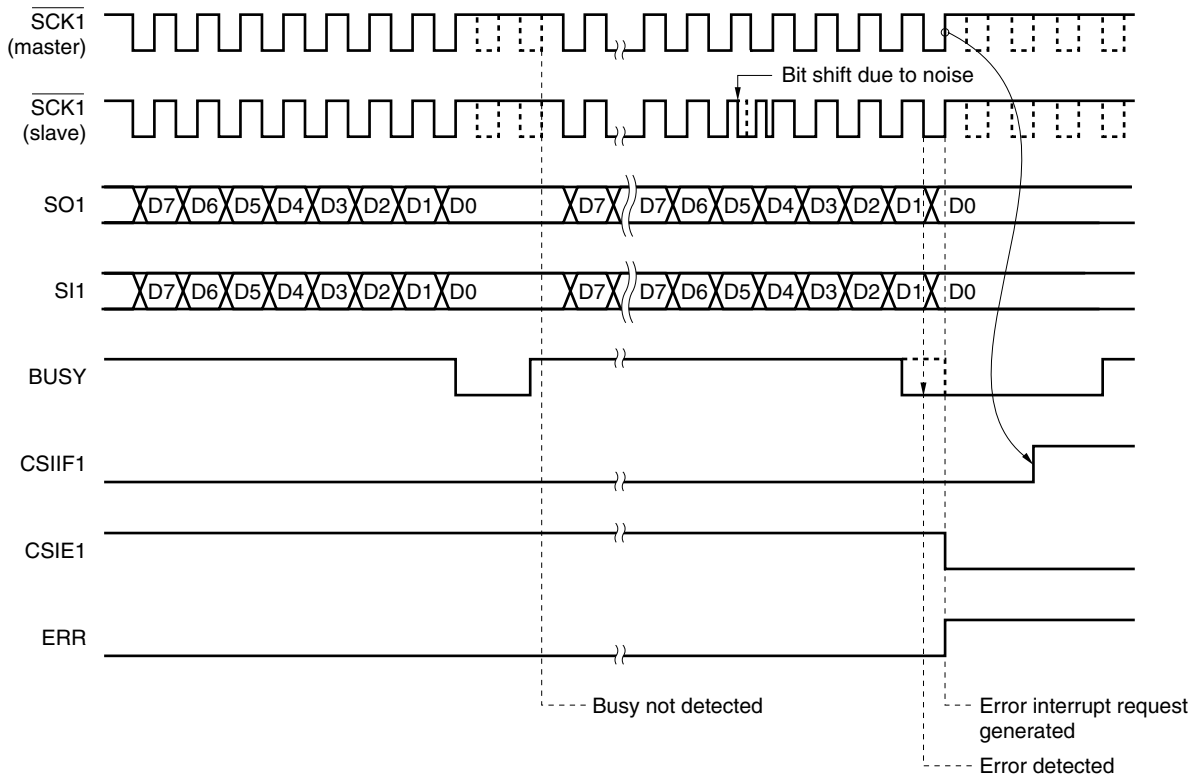 SCK1
(master)
Bit shift due to noise
SCK1
(slave)
SO1
D7 D6 D5 D4 D3 D2 D1 D0 D7 D7 D6 D5 D4 D3 D2 D1 D0
SI1
D7 D6 D5 D4 D3 D2 D1 D0 D7 D7 D6 D5 D4 D3 D2 D1 D0
BUSY
CSIIF1
CSIE1
ERR
Busy not detected
Error interrupt request
generated
Error detected